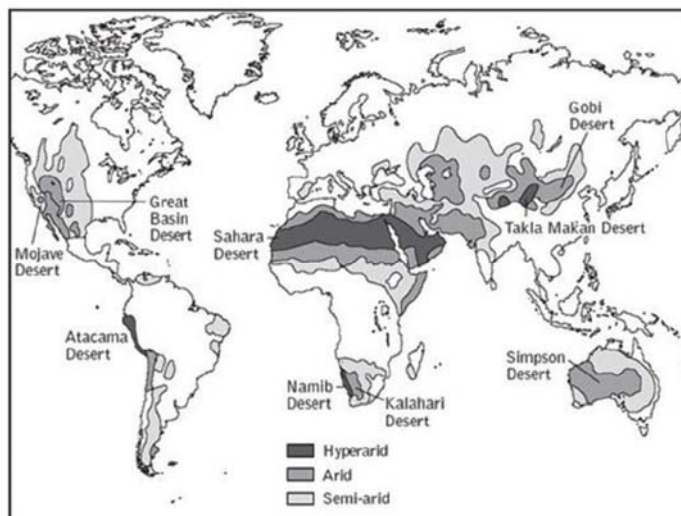 Gobi
Desert
Great
Basin
Desert
Takla Makan Desert
Sahara
Desert
Mojave
Desert
Atacama
Desert
Simpson
Desert
Namib
Desert
Kalahari
Desert
Hyperarid
Arid
Semi-arid